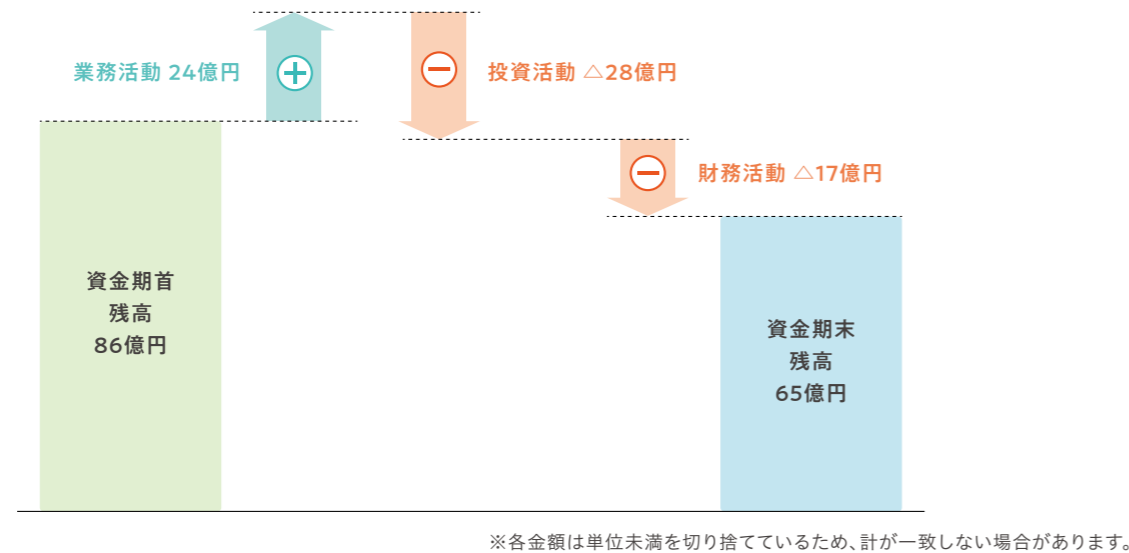 業務活動 24億円
投資活動 △28億円
財務活動 △17億円
資金期首
残高
86億円
資金期末
残高
65億円
※各金額は単位未満を切り捨てているため、計が一致しない場合があります。